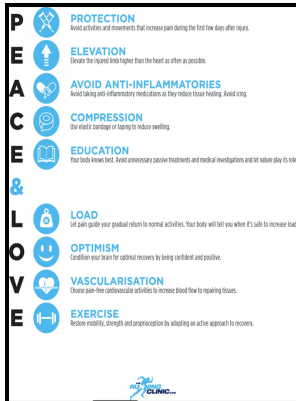 P
PROTECTION
Avoid activities and movements that increase pain during the first few days after injury.
E
ELEVATION
Elevate the injured limb higher than the heart as often as possible.
A
AVOID ANTI-INFLAMMATORIES
Avoid taking anti-inflammatory medications as they reduce tissue healing. Avoid icing.
C
COMPRESSION
Use elastic bandage or taping to reduce swelling.
E
EDUCATION
Your body knows best. Avoid unnecessary passive treatments and medical investigations and let nature play its role.
&
L
LOAD
Let pain guide your gradual return to normal activities. Your body will tell you when it's safe to increase load.
O
OPTIMISM
Condition your brain for optimal recovery by being confident and positive.
V
VASCULARISATION
Choose pain-free cardiovascular activities to increase blood flow to repairing tissues.
E
EXERCISE
Restore mobility, strength and proprioception by adopting an active approach to recovery.
THE
RUNNING
CLINIC.COM